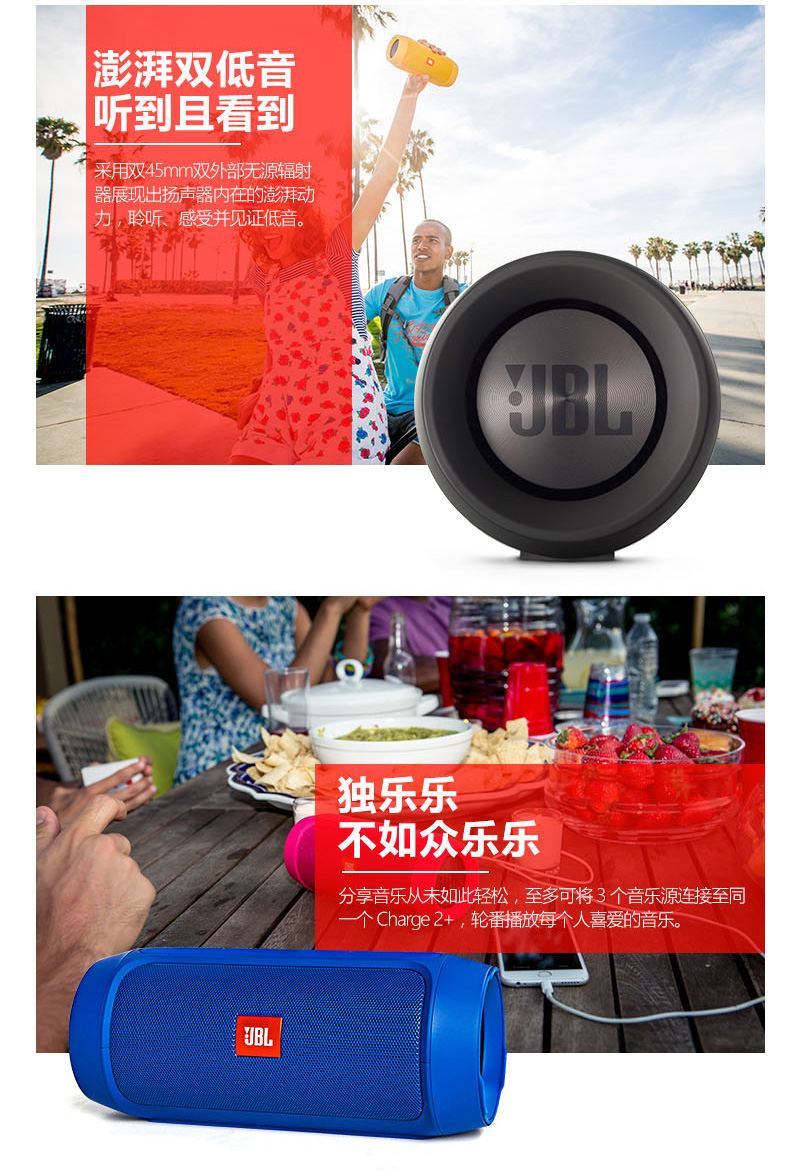 澎湃双低音
听到且看到
采用双45mm双外部无源辐射
器展现出扬声器内在的澎湃动
力，聆听、感受并见证低音。
JBL
独乐乐
不如众乐乐
分享音乐从未如此轻松，至多可将 3 个音乐源连接至同
一个 Charge 2+，轮番播放每个人喜爱的音乐。
JBL